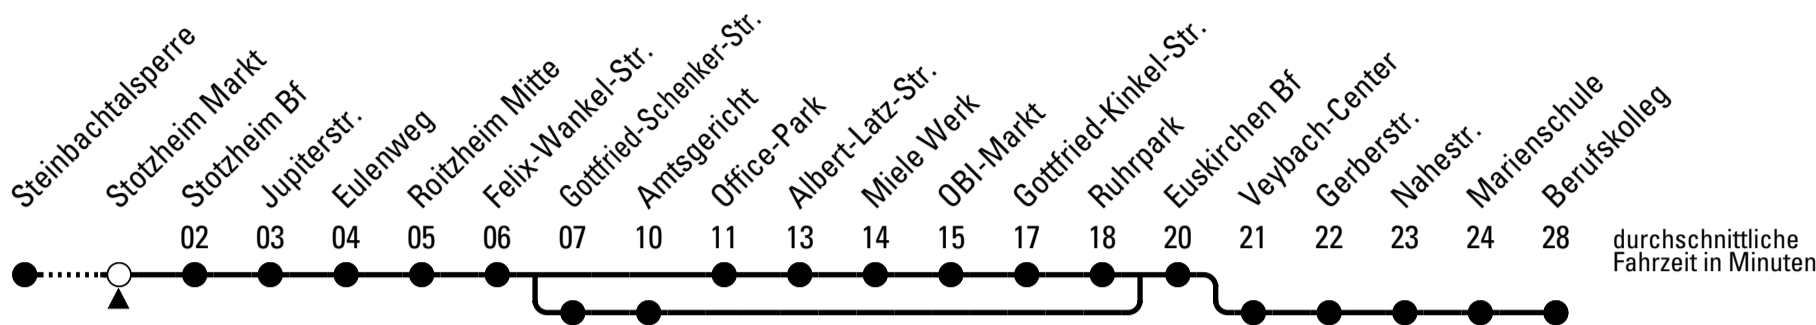 Steinbachtalsperre
Stotzheim Markt
Stotzheim Bf
Jupiterstr.
Eulenweg
Roitzheim Mitte
Felix-Wankel-Str.
Gottfried-Schenker-Str.
Amtsgericht
Office-Park
Albert-Latz-Str.
Miele Werk
OBI-Markt
Gottfried-Kinkel-Str.
Ruhrpark
Euskirchen Bf
Veybach-Center
Gerberstr.
Nahestr.
Marienschule
Berufskolleg
02 03 04 05 06 07 10 11 13 14 15 17 18 20 21 22 23 24 28
durchschnittliche
Fahrzeit in Minuten